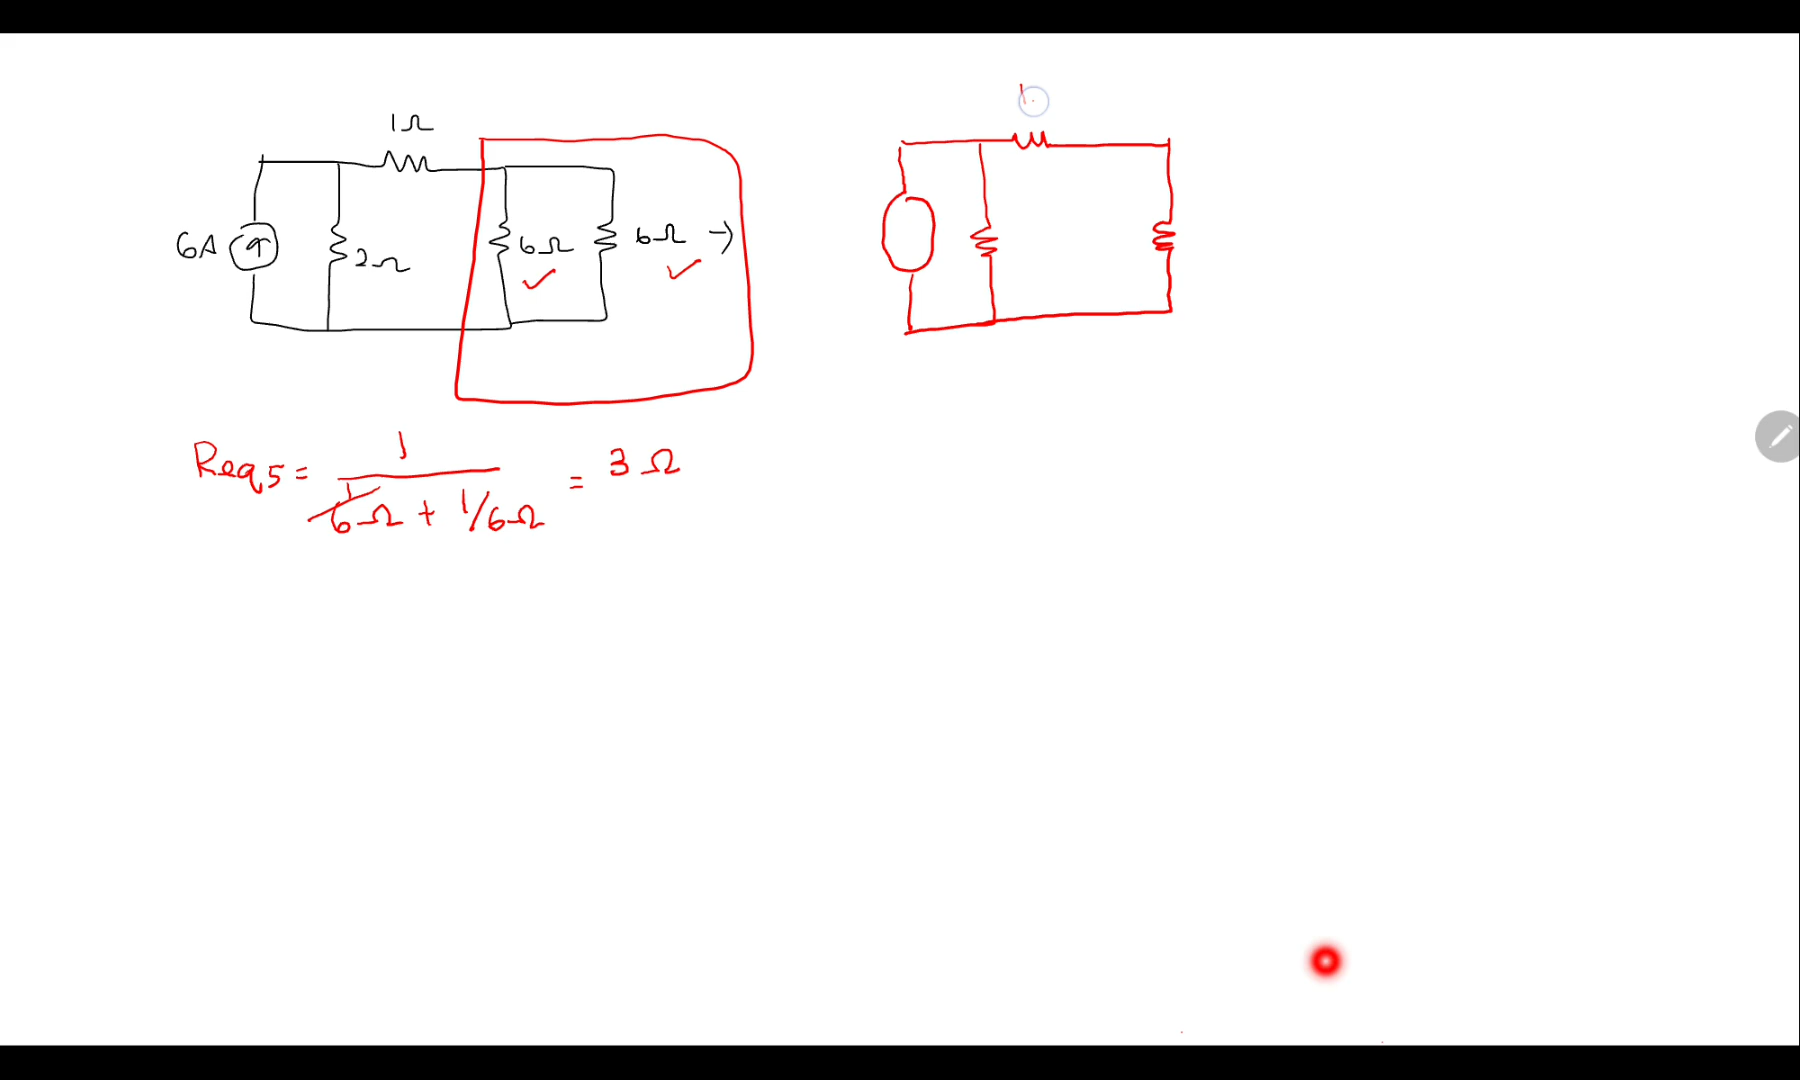 1Ω
6A
2Ω
6Ω
6Ω
Req5 = 1 / (1/6Ω + 1/6Ω) = 3Ω